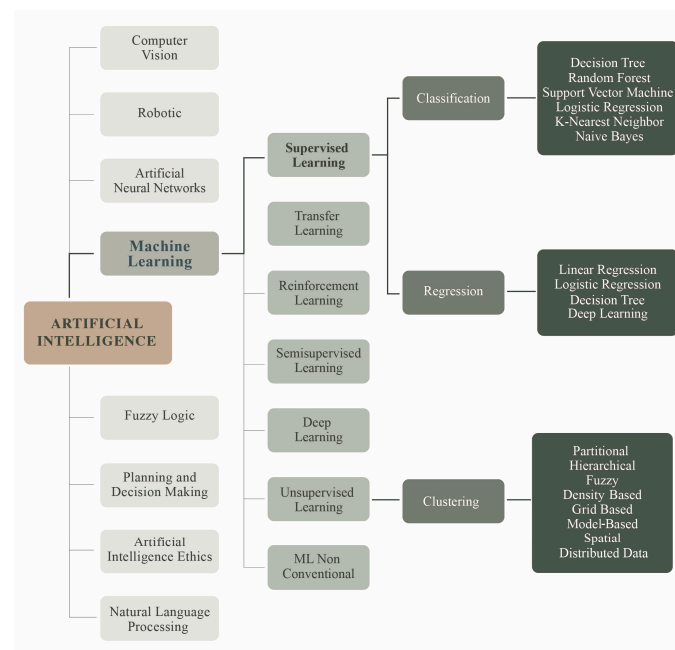 ARTIFICIAL
INTELLIGENCE
Computer
Vision
Robotic
Artificial
Neural Networks
Machine
Learning
Fuzzy Logic
Planning and
Decision Making
Artificial
Intelligence Ethics
Natural Language
Processing
Supervised
Learning
Transfer
Learning
Reinforcement
Learning
Semisupervised
Learning
Deep
Learning
Unsupervised
Learning
ML Non
Conventional
Classification
Regression
Clustering
Decision Tree
Random Forest
Support Vector Machine
Logistic Regression
K-Nearest Neighbor
Naive Bayes
Linear Regression
Logistic Regression
Decision Tree
Deep Learning
Partitional
Hierarchical
Fuzzy
Density Based
Grid Based
Model-Based
Spatial
Distributed Data